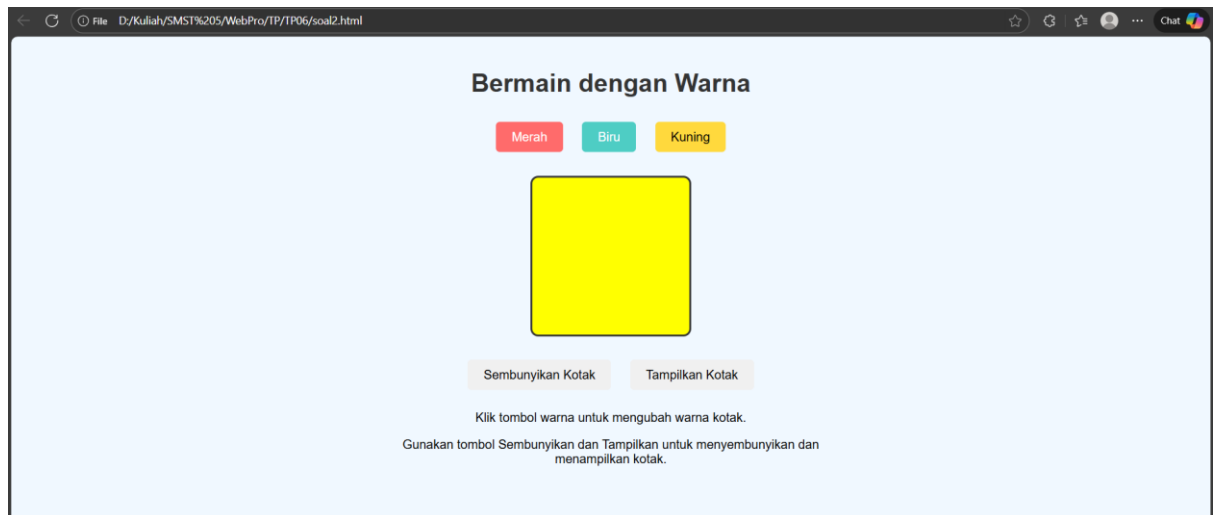 File D:/Kuliah/SMST%205/WebPro/TP/TP06/soal2.html
Chat
Bermain dengan Warna
Merah Biru Kuning
Sembunyikan Kotak Tampilkan Kotak
Klik tombol warna untuk mengubah warna kotak.
Gunakan tombol Sembunyikan dan Tampilkan untuk menyembunyikan dan
menampilkan kotak.